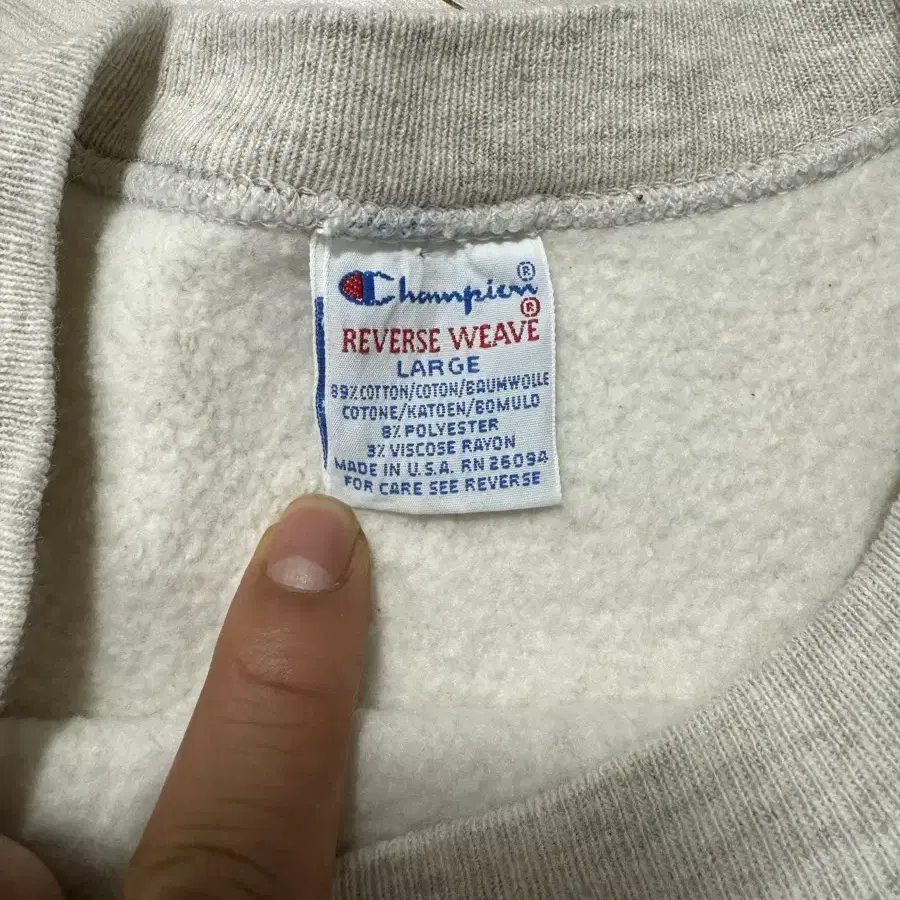 Champion®
REVERSE WEAVE®
LARGE
89% COTTON/COTON/BAUMWOLLE
COTONE/KATOEN/BOMULD
8% POLYESTER
3% VISCOSE RAYON
MADE IN U.S.A. RN 26094
FOR CARE SEE REVERSE